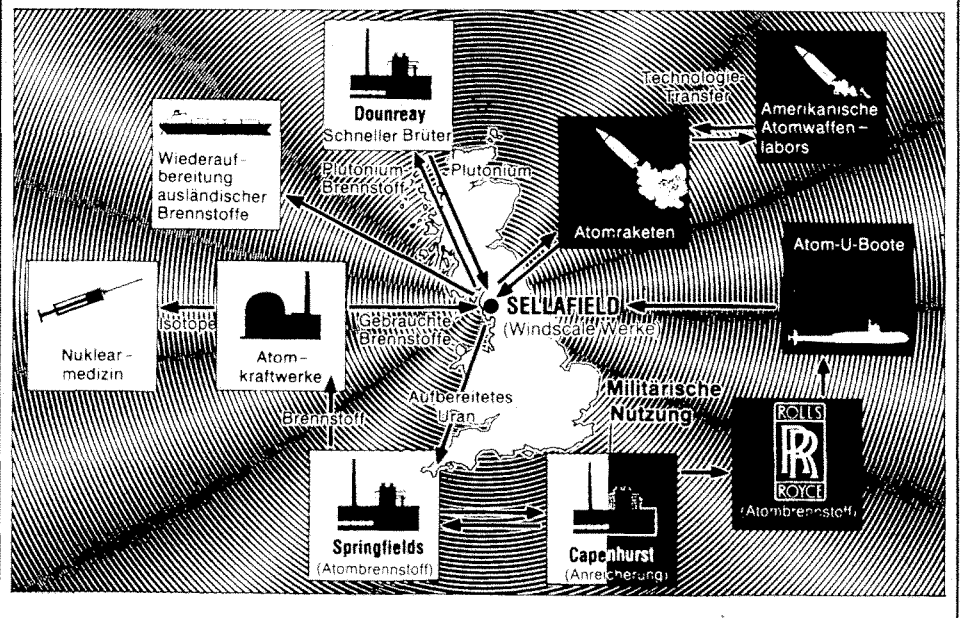 Dounreay
Schneller Brüter
Technologie-
Transfer
Amerikanische
Atomwaffen-
labors
Wiederauf-
bereitung
ausländischer
Brennstoffe
Plutonium-
Brennstoff
Plutonium
Atomraketen
Atom-U-Boote
SELLAFIELD
(Windscale Werke)
Nuklear-
medizin
Isotope
Atom-
kraftwerke
Gebrauchte
Brennstoffe
Brennstoff
Aufbereitetes
Uran
Militärische
Nützung
ROLLS
RR
ROYCE
(Atombrennstoff)
Springfields
(Atombrennstoff)
Capenhurst
(Anreicherung)